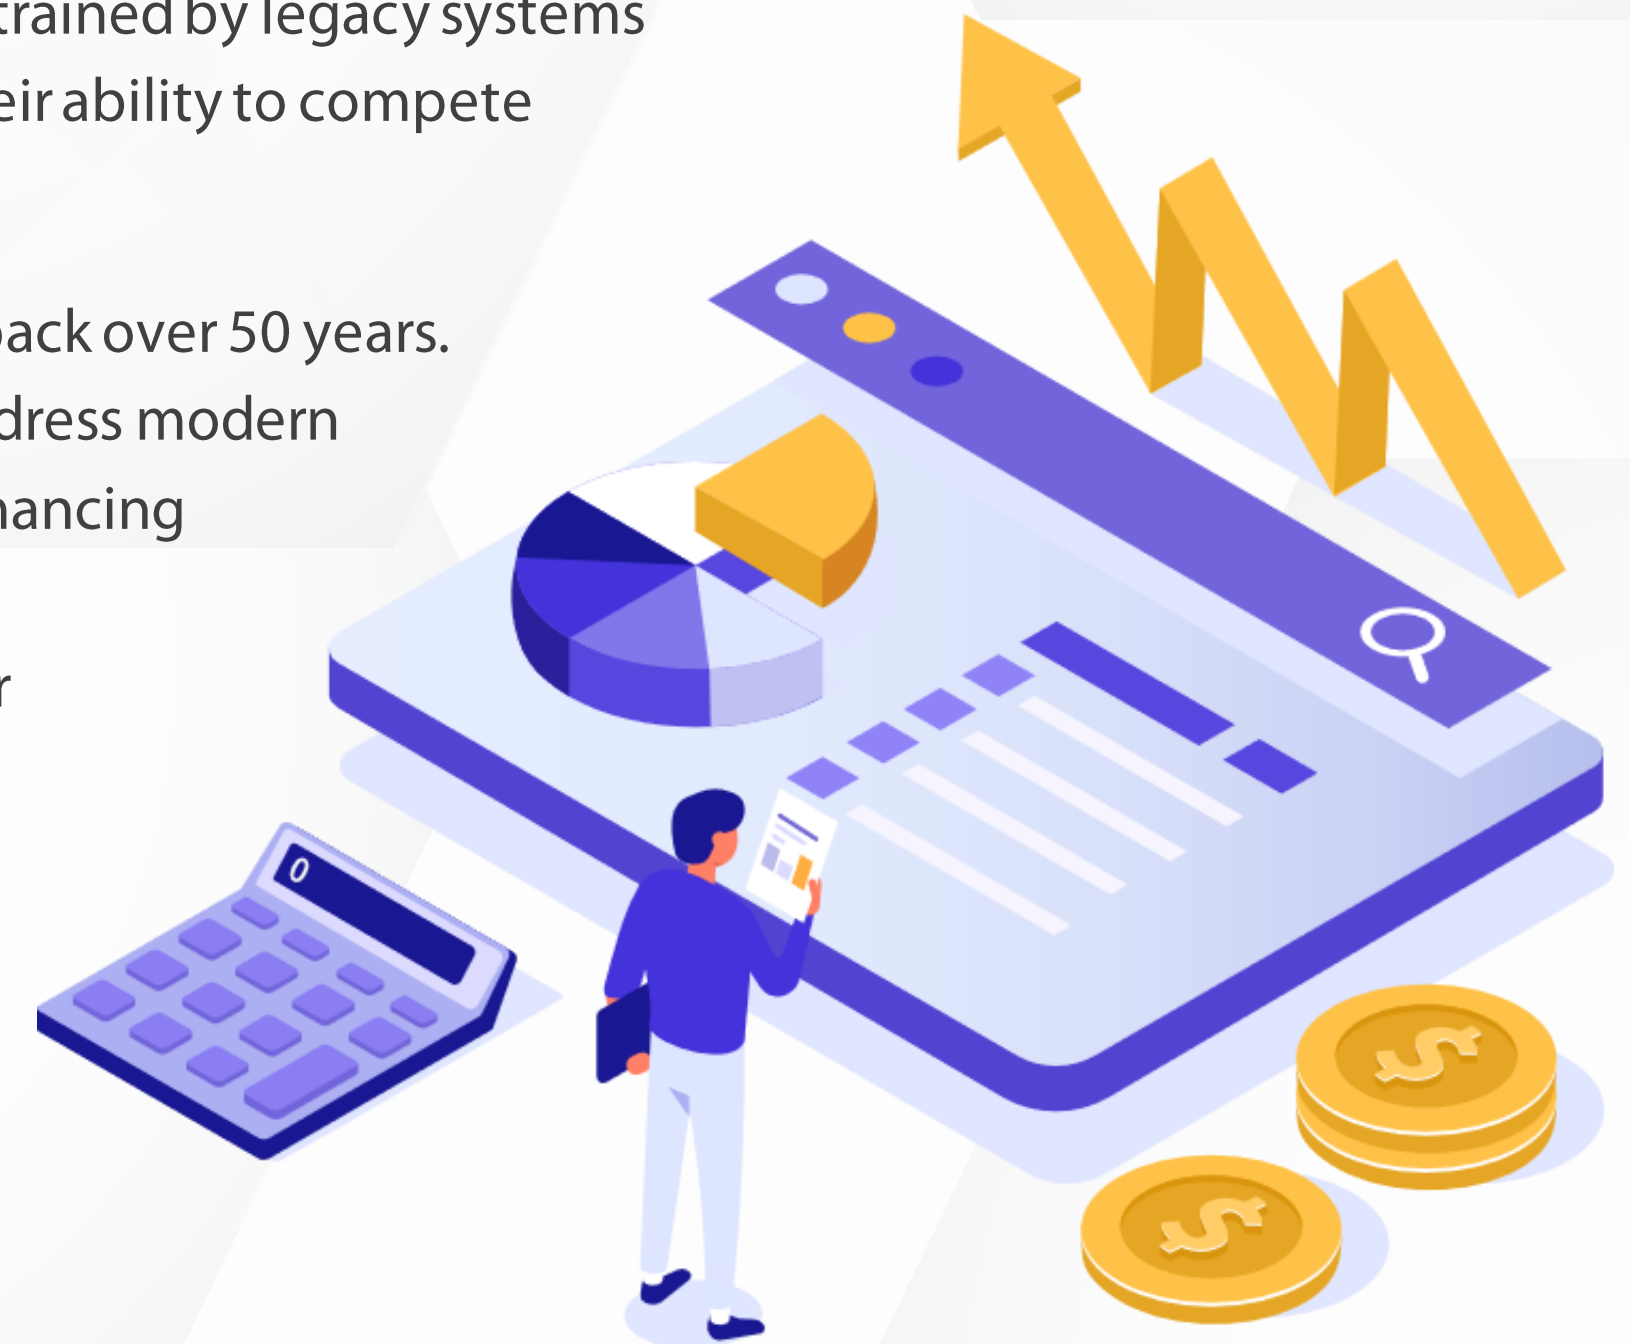 trained by legacy systems
eir ability to compete
ack over 50 years.
dress modern
nancing
r
0
$
$